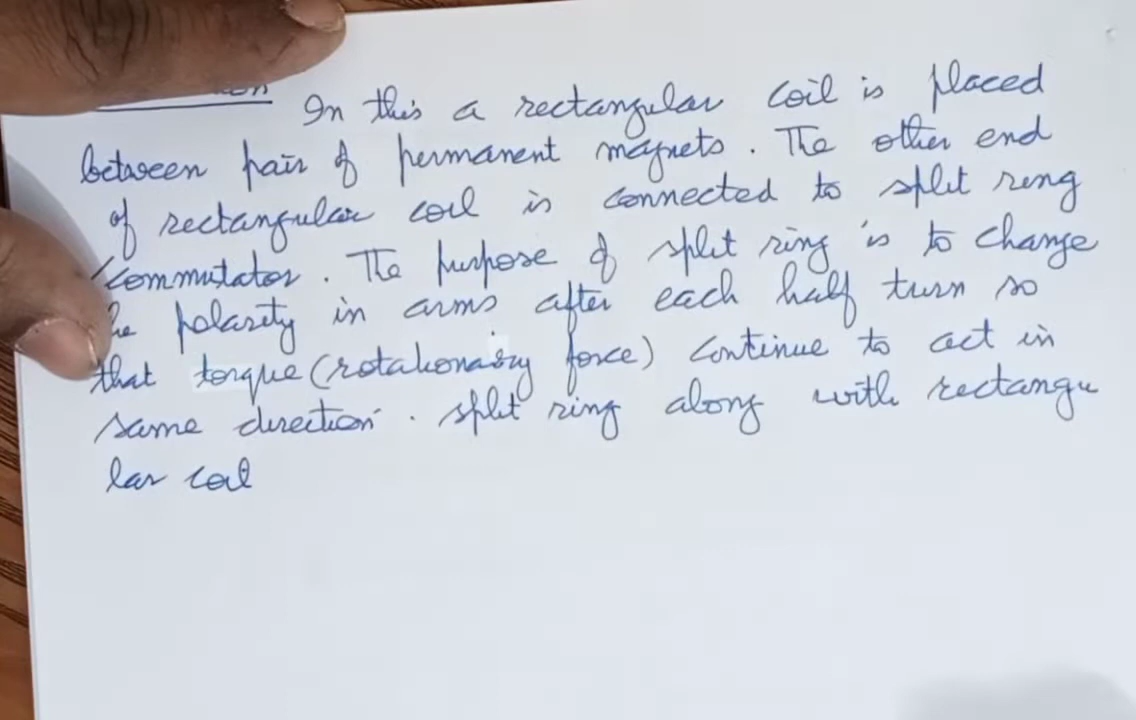 In this a rectangular coil is placed
between pair of permanent magnets. The other end
of rectangular coil is connected to split ring
commutator. The purpose of split ring is to change
polarity in arms after each half turn so
that torque (rotationary force) continue to act in
same direction. split ring along with rectangu
lar coil